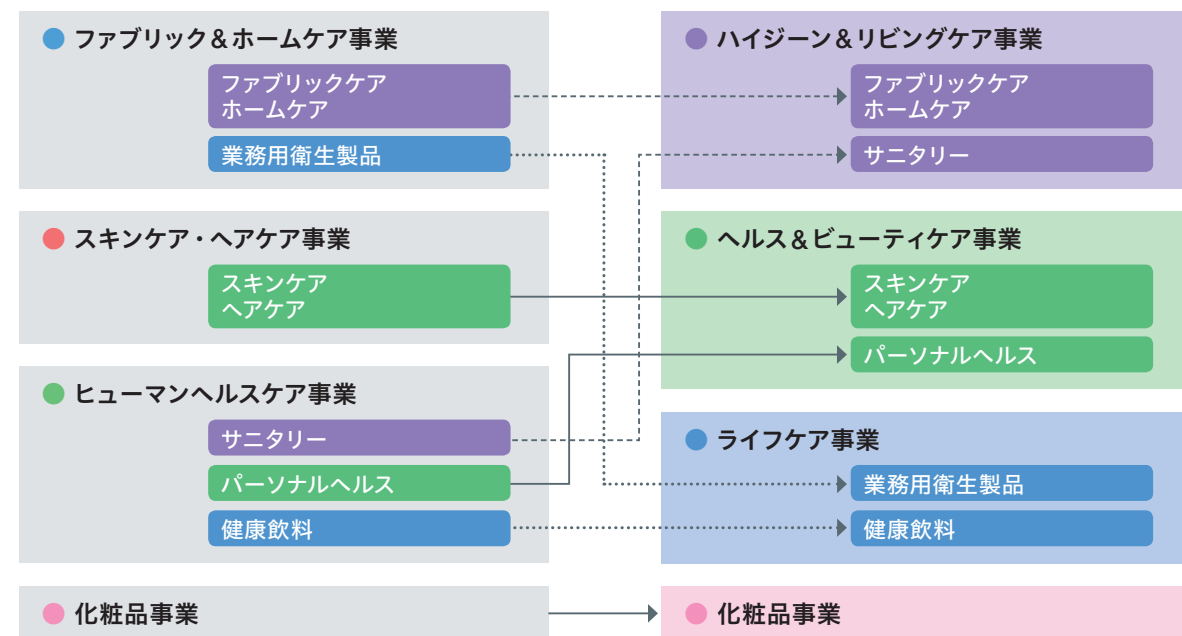 ファブリック＆ホームケア事業
ファブリックケア
ホームケア
業務用衛生製品
スキンケア・ヘアケア事業
スキンケア
ヘアケア
ヒューマンヘルスケア事業
サニタリー
パーソナルヘルス
健康飲料
化粧品事業
ハイジーン＆リビングケア事業
ファブリックケア
ホームケア
サニタリー
ヘルス＆ビューティケア事業
スキンケア
ヘアケア
パーソナルヘルス
ライフケア事業
業務用衛生製品
健康飲料
化粧品事業